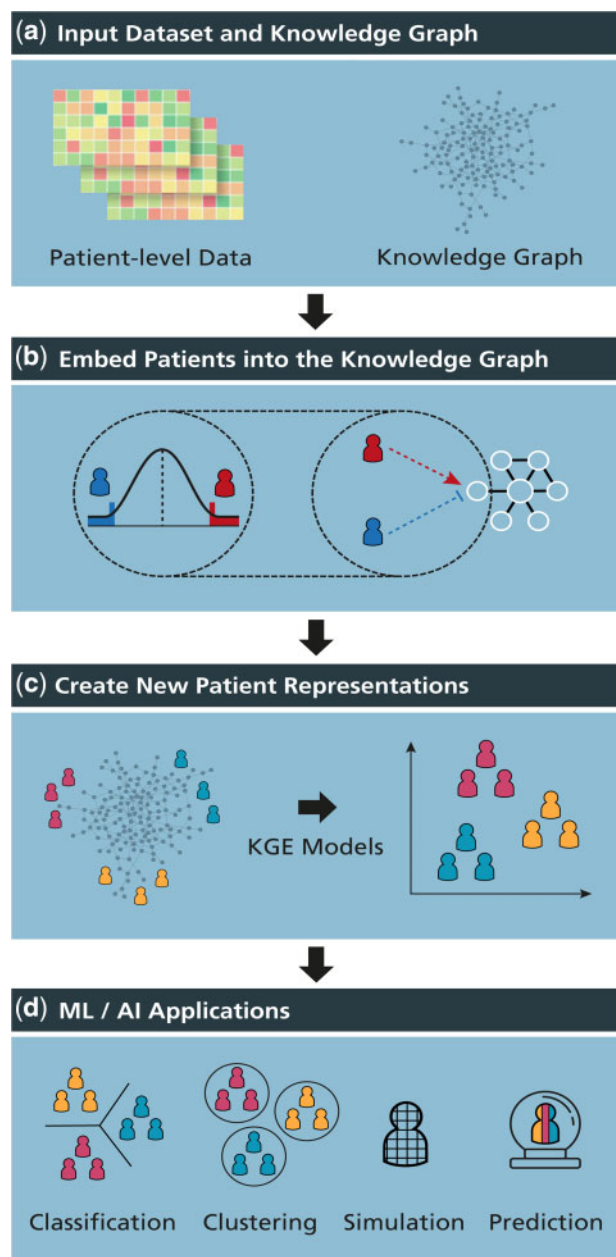 (a) Input Dataset and Knowledge Graph
Patient-level Data
Knowledge Graph
(b) Embed Patients into the Knowledge Graph
(c) Create New Patient Representations
KGE Models
(d) ML / AI Applications
Classification
Clustering
Simulation
Prediction